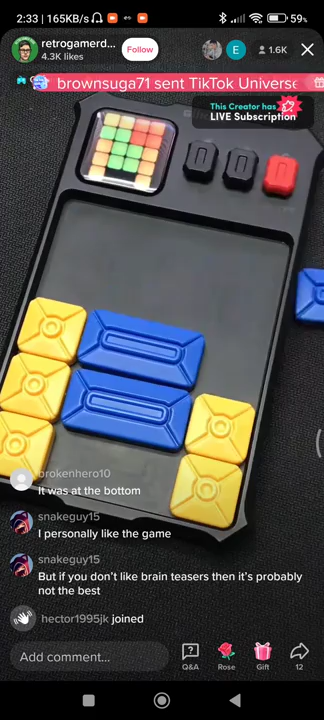 2:33
165KB/s
59%
retrogamerd...
4.3K likes
Follow
E
1.6K
brownsuga71 sent TikTok Universe
This Creator has
LIVE Subscription
brokenhero10
It was at the bottom
snakeguy15
I personally like the game
snakeguy15
But if you don't like brain teasers then it's probably
not the best
hector1995jk joined
Add comment...
Q&A
Rose
Gift
12